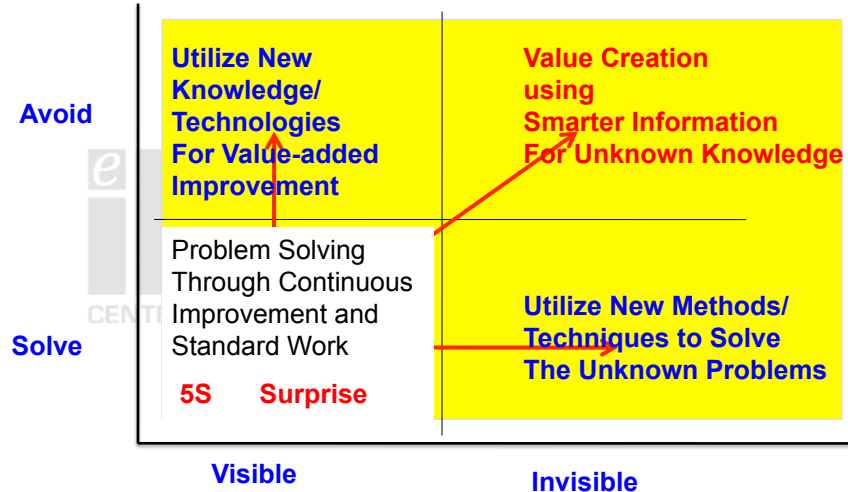 Utilize New
Knowledge/
Technologies
For Value-added
Improvement
Value Creation
using
Smarter Information
For Unknown Knowledge
Avoid
e
Problem Solving
Through Continuous
Improvement and
Standard Work
5S Surprise
Utilize New Methods/
Techniques to Solve
The Unknown Problems
Solve
Visible
Invisible